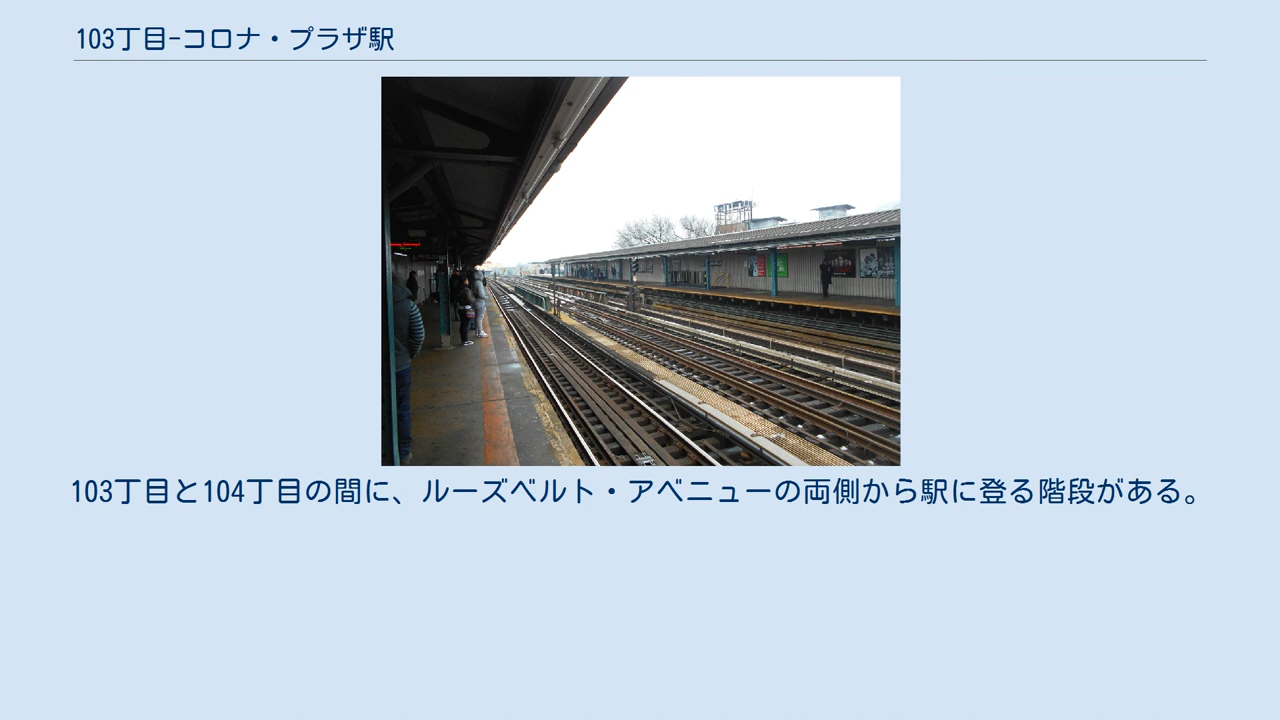 103丁目-コロナ・プラザ駅
103丁目と104丁目の間に、ルーズベルト・アベニューの両側から駅に登る階段がある。